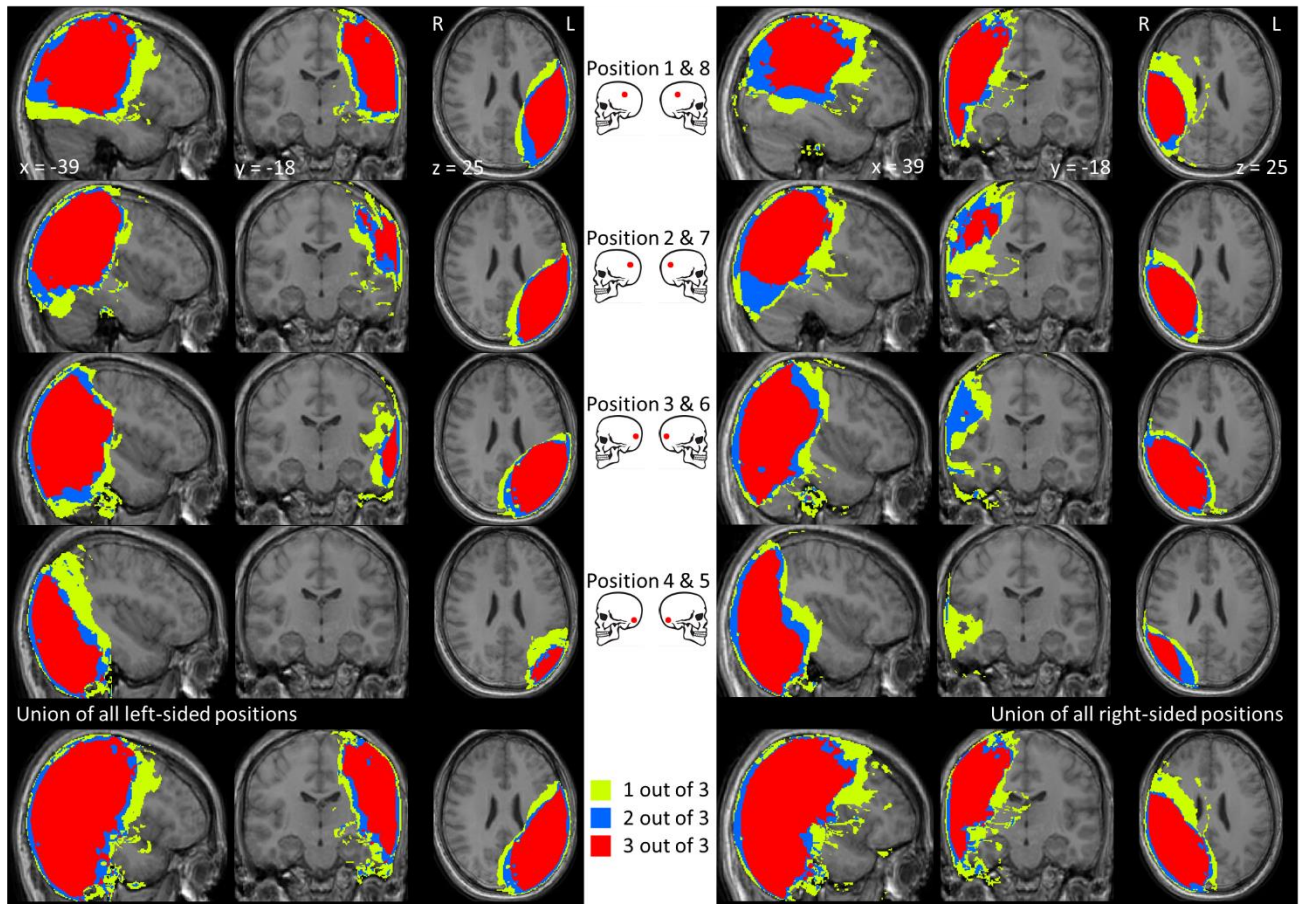 R L
R L
Position 1 & 8
x = -39 y = -18 z = 25
x = 39 y = -18 z = 25
Position 2 & 7
Position 3 & 6
Position 4 & 5
Union of all left-sided positions
Union of all right-sided positions
1 out of 3
2 out of 3
3 out of 3